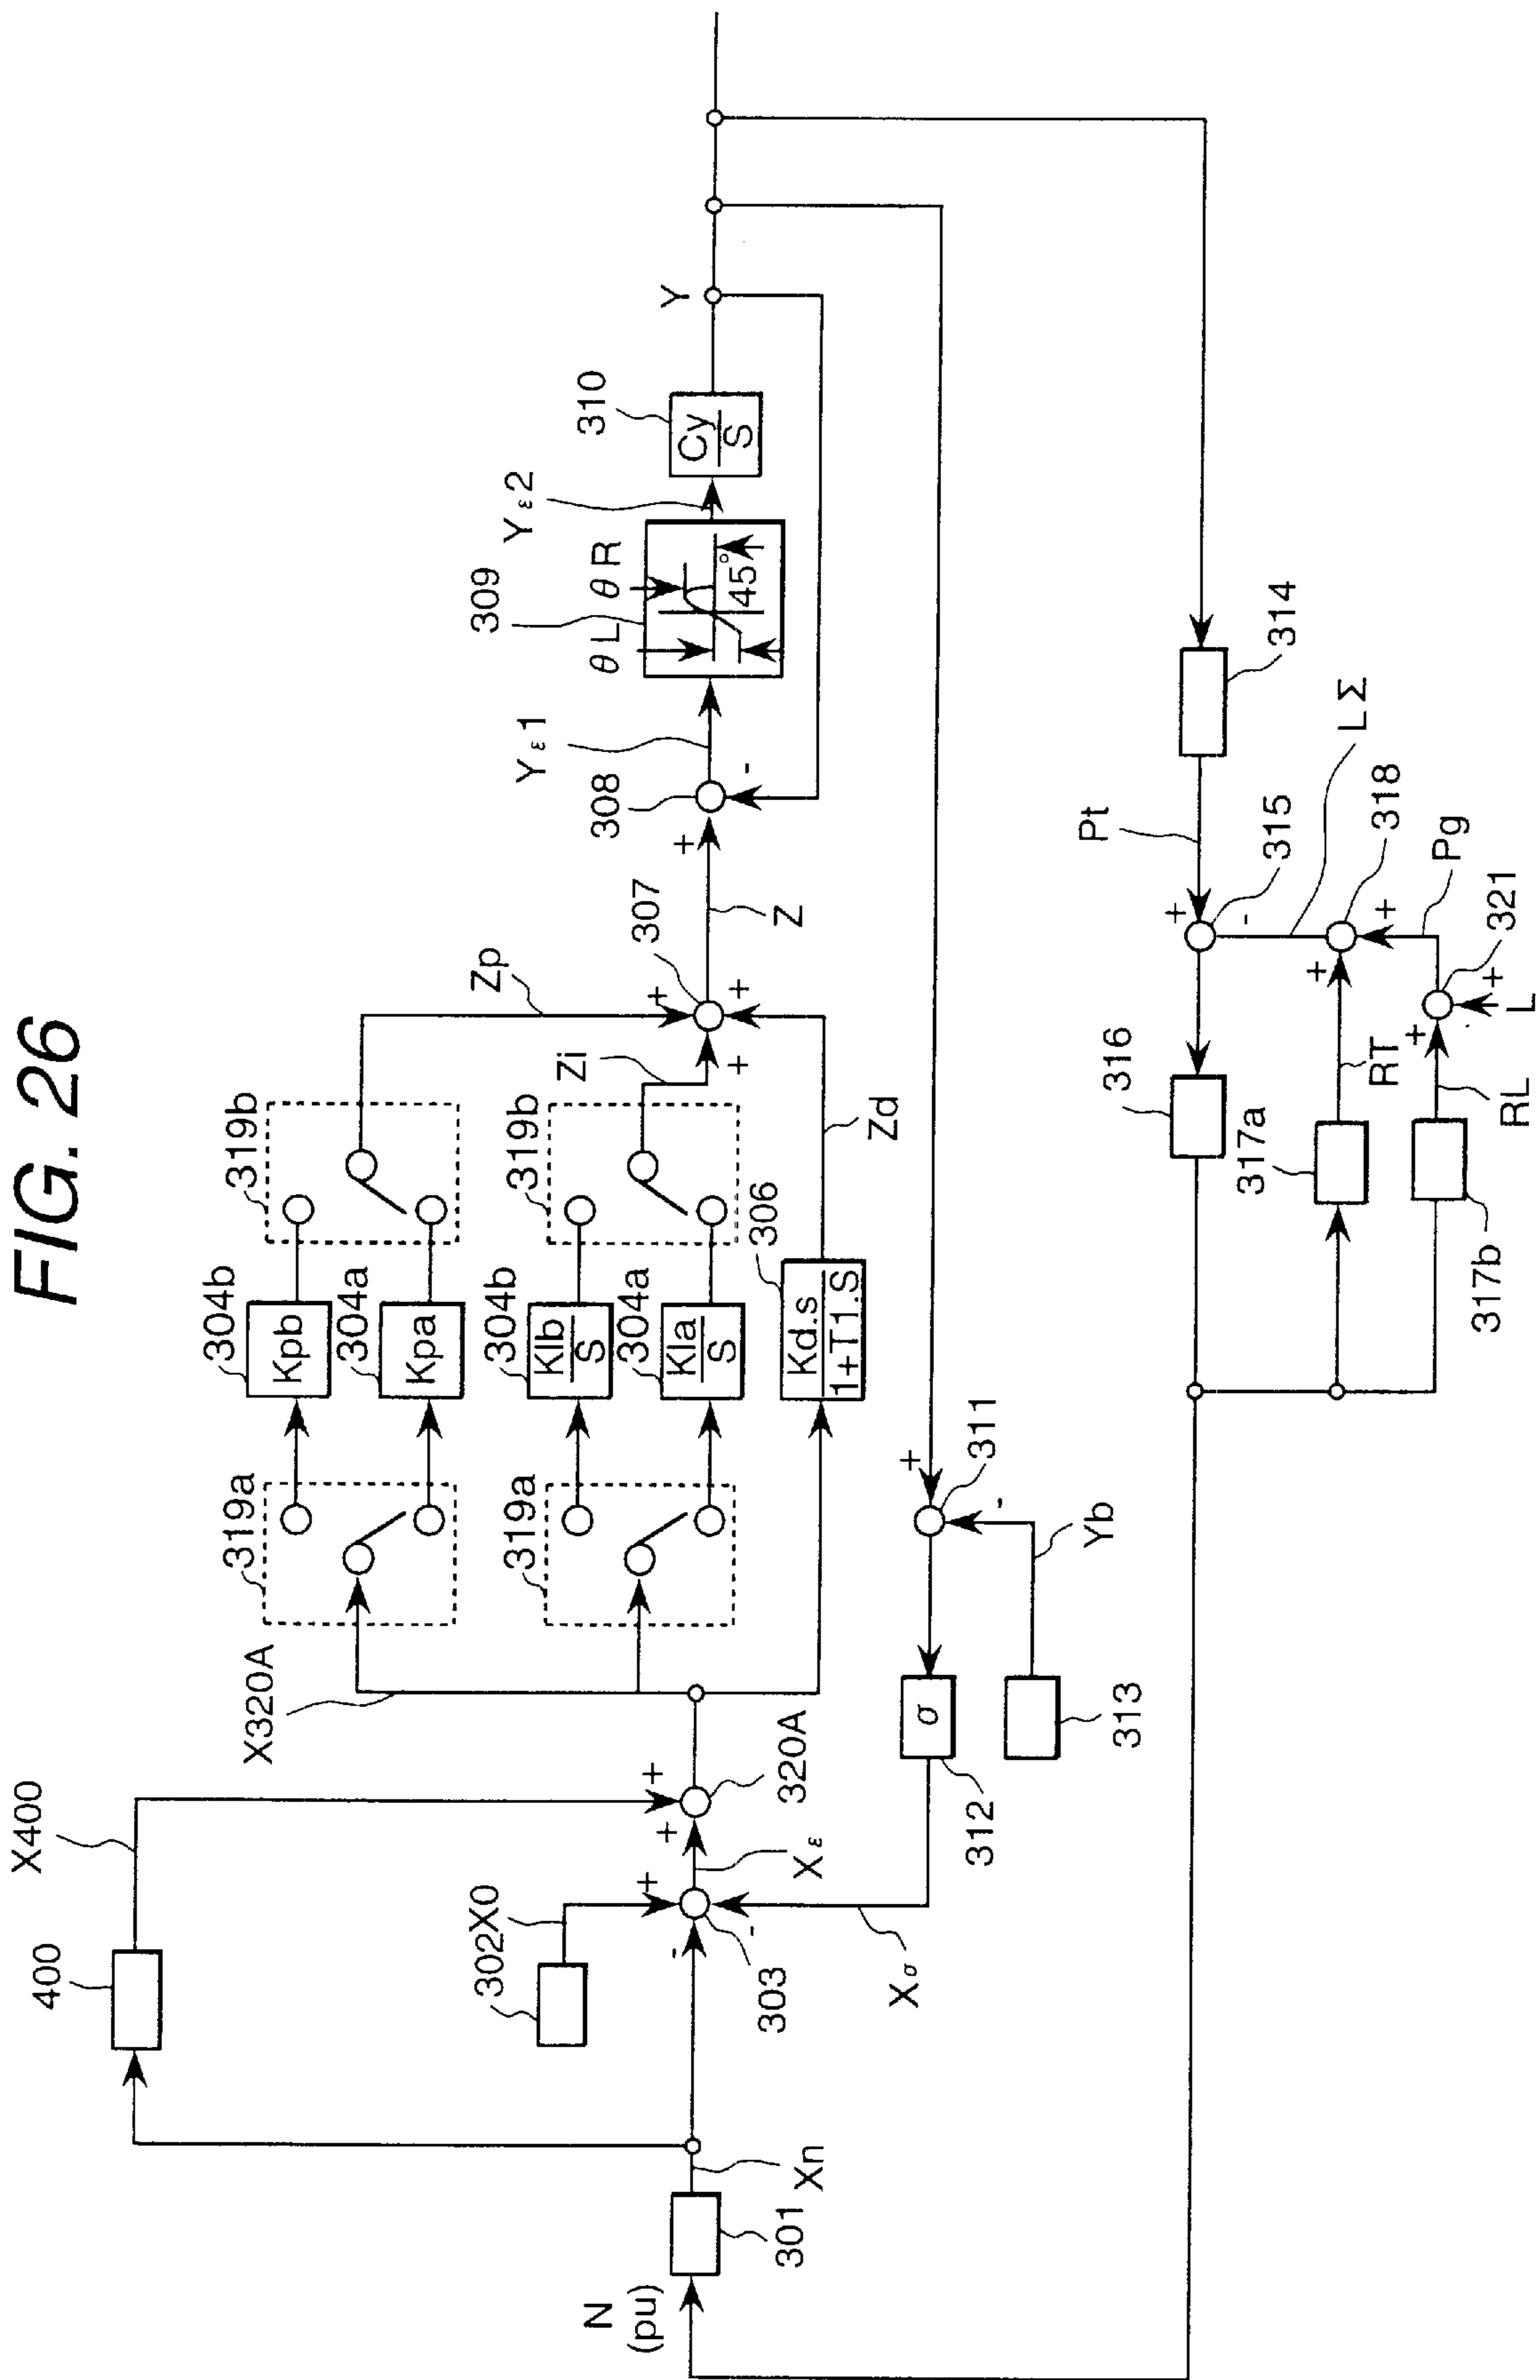 FIG. 26
X400
400
X320A
319a
304b
Kpb
319b
304a
Kpa
Zp
302
X0
319a
304b
KIb
S
319b
304a
KIa
S
Zi
306
Kd.s
1+T1.S
Zd
N
(pu)
301
Xn
303
Xε
320A
+
+
+
-
-
Xσ
+
+
+
307
Z
+
-
308
Yε1
309
θL
θR
45°
Yε2
310
Cy
S
Y
312
σ
313
Yb
311
+
-
314
Pt
+
-
315
LΣ
316
317a
RT
+
+
318
Pg
317b
RL
+
+
321
L